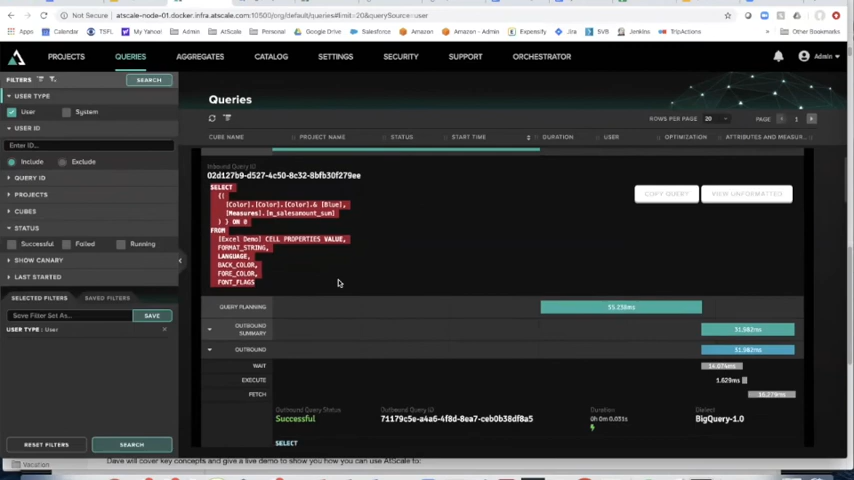 Not Secure atscale-node-01.docker.infra.atscale.com:10500/org/default/queries#limit=20&querySource=user
Apps Calendar TSFL My Yahoo! Admin AtScale Personal Google Drive Salesforce Amazon Amazon - Admin Expensify Jira SVB Jenkins TripActions Other Bookmarks
PROJECTS QUERIES AGGREGATES CATALOG SETTINGS SECURITY SUPPORT ORCHESTRATOR Admin
FILTERS SEARCH
USER TYPE
User System
USER ID
Enter ID...
Include Exclude
QUERY ID
PROJECTS
CUBES
STATUS
Successful Failed Running
SHOW CANARY
LAST STARTED
SELECTED FILTERS SAVED FILTERS
Save Filter Set As... SAVE
USER TYPE : User
RESET FILTERS SEARCH
Queries
ROWS PER PAGE 20 PAGE 1
CUBE NAME PROJECT NAME STATUS START TIME DURATION USER OPTIMIZATION ATTRIBUTES AND MEASUR...
Inbound Query ID
02d127b9-d527-4c50-8c32-8bfb30f279ee
COPY QUERY VIEW UNFORMATTED
SELECT
{(
[Color].[Color].[Color].& [Blue],
[Measures].[m_salesamount_sum]
) } ON 0
FROM
[Excel Demo] CELL PROPERTIES VALUE,
FORMAT_STRING,
LANGUAGE,
BACK_COLOR,
FORE_COLOR,
FONT_FLAGS
QUERY PLANNING 55.238ms
OUTBOUND SUMMARY 31.982ms
OUTBOUND 31.982ms
WAIT 14.074ms
EXECUTE 1.629ms
FETCH
Outbound Query Status Outbound Query ID Duration Dialect
Successful 71179c5e-a4a6-4f8d-8ea7-ceb0b38df8a5 0h 0m 0.031s BigQuery-1.0
SELECT
Vacation
Dave will cover key concepts and give a live demo to show you how you can use AtScale to: